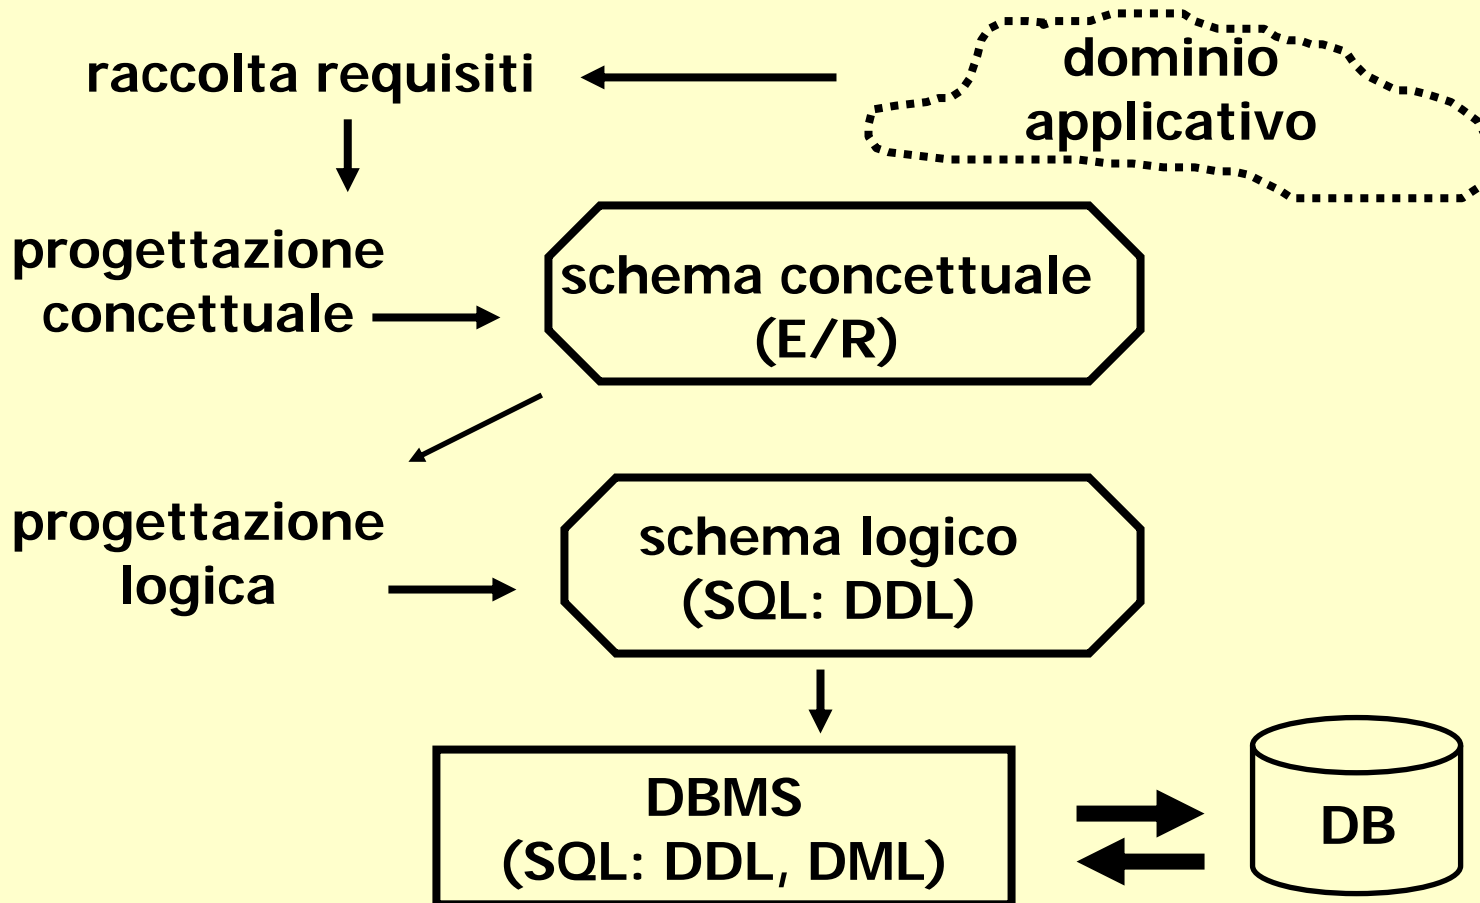 raccolta requisiti
dominio
applicativo
progettazione
concettuale
schema concettuale
(E/R)
progettazione
logica
schema logico
(SQL: DDL)
DBMS
(SQL: DDL, DML)
DB